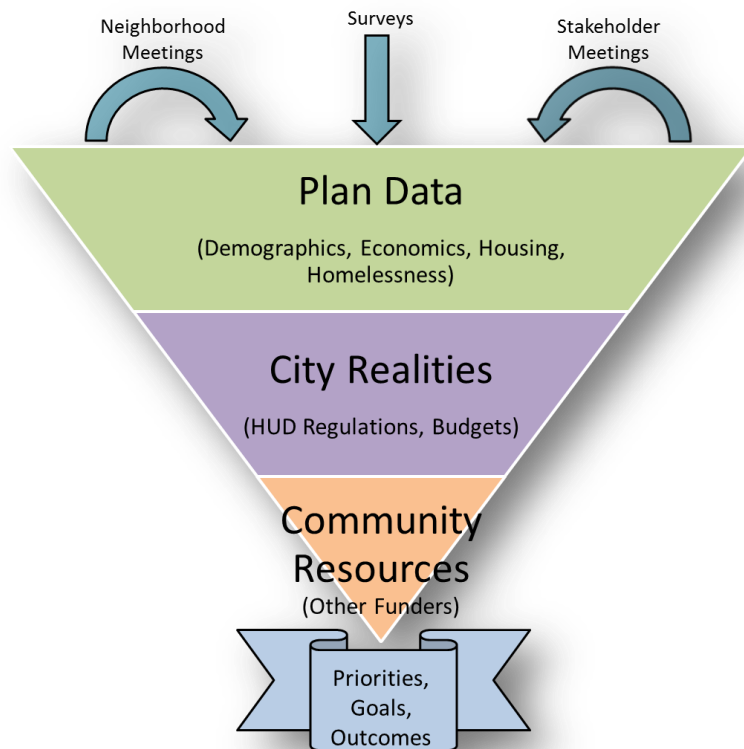 Neighborhood
Meetings
Surveys
Stakeholder
Meetings
Plan Data
(Demographics, Economics, Housing,
Homelessness)
City Realities
(HUD Regulations, Budgets)
Community
Resources
(Other Funders)
Priorities,
Goals,
Outcomes